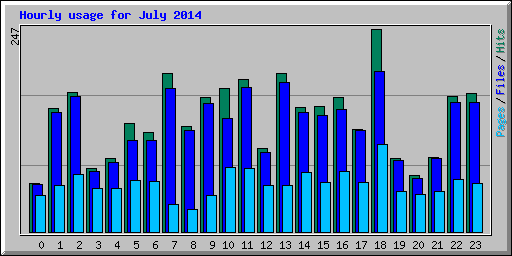 Hourly usage for July 2014
247
Pages/Files/Hits
0 1 2 3 4 5 6 7 8 9 10 11 12 13 14 15 16 17 18 19 20 21 22 23